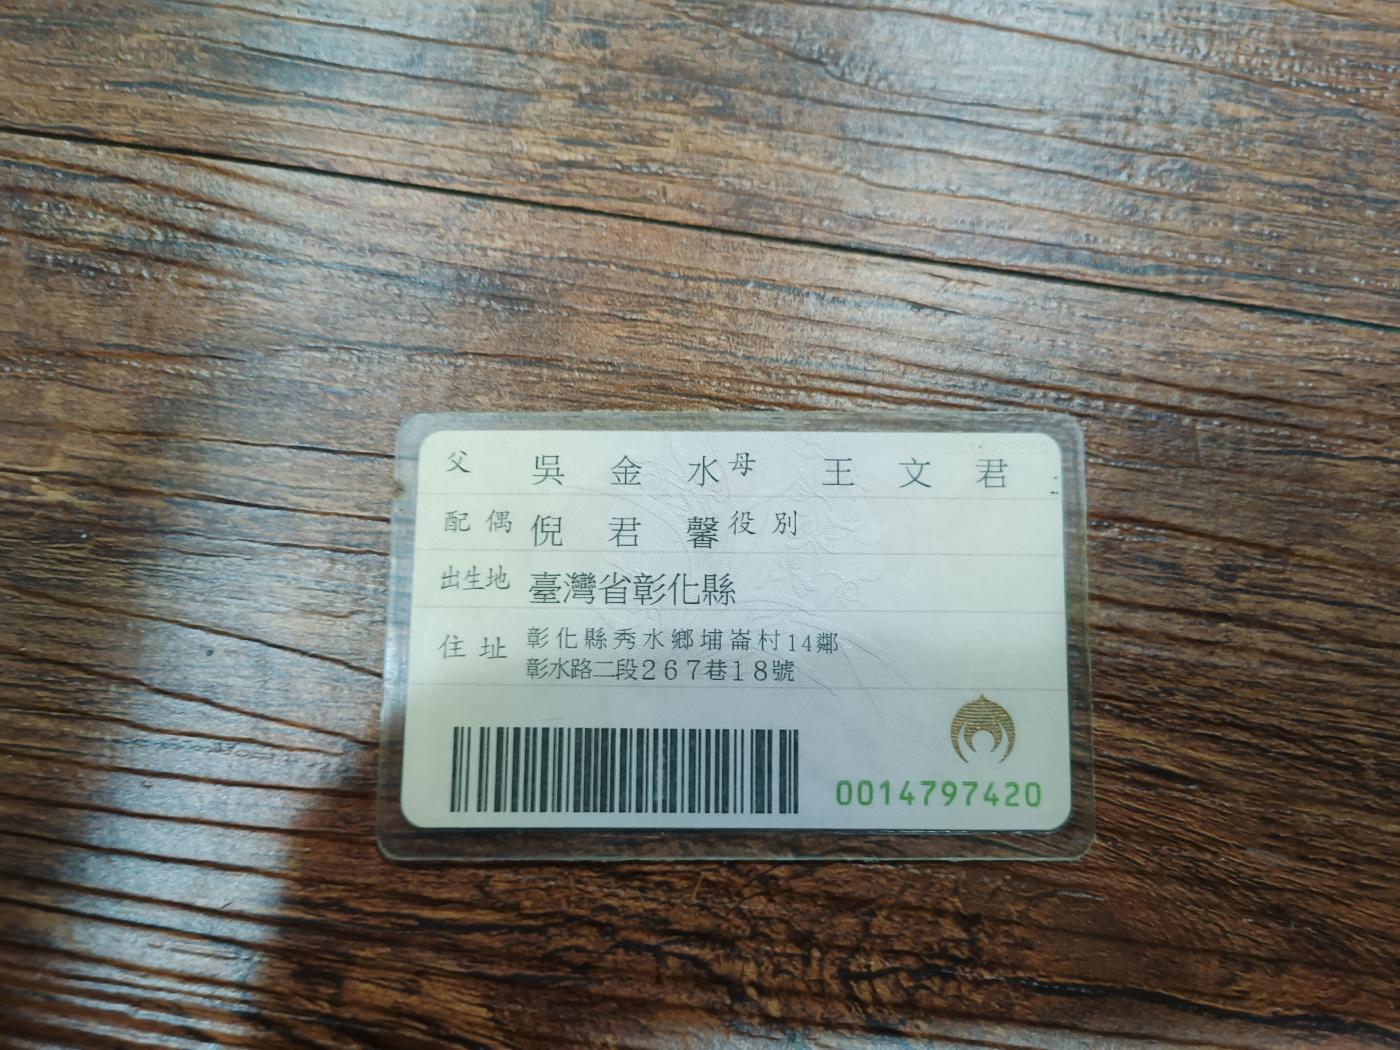 父 吳金水 母 王文君
配偶 倪君馨 役別
出生地 臺灣省彰化縣
住址 彰化縣秀水鄉埔崙村14鄰
彰水路二段267巷18號
0014797420